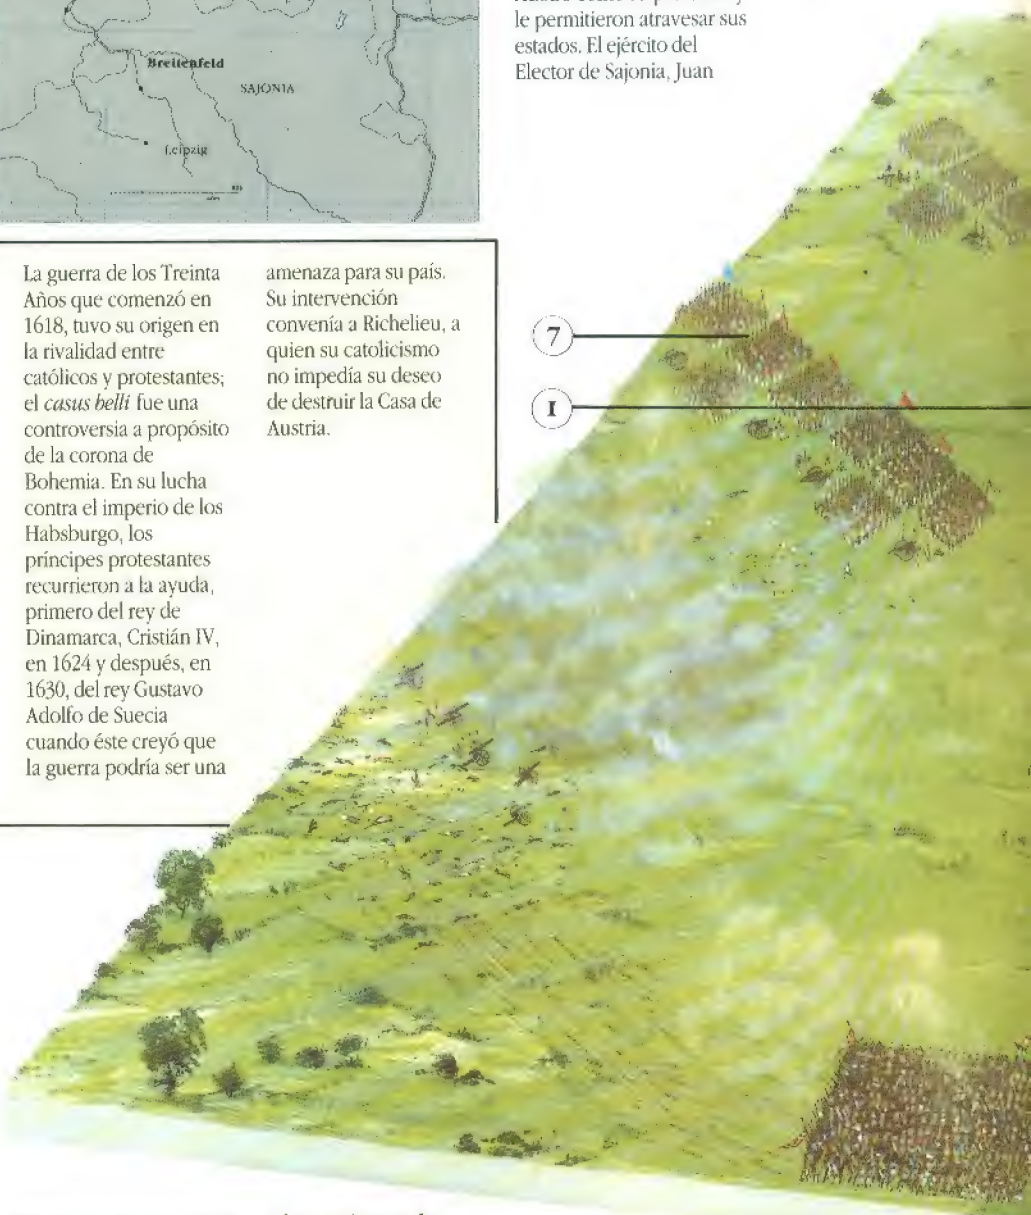 Breitenfeld
SAJONIA
Leipzig
le permitieron atravesar sus
estados. El ejército del
Elector de Sajonia, Juan
La guerra de los Treinta
Años que comenzó en
1618, tuvo su origen en
la rivalidad entre
católicos y protestantes;
el casus belli fue una
controversia a propósito
de la corona de
Bohemia. En su lucha
contra el imperio de los
Habsburgo, los
príncipes protestantes
recurrieron a la ayuda,
primero del rey de
Dinamarca, Cristián IV,
en 1624 y después, en
1630, del rey Gustavo
Adolfo de Suecia
cuando éste creyó que
la guerra podría ser una
amenaza para su país.
Su intervención
convenía a Richelieu, a
quien su catolicismo
no impedía su deseo
de destruir la Casa de
Austria.
7
1